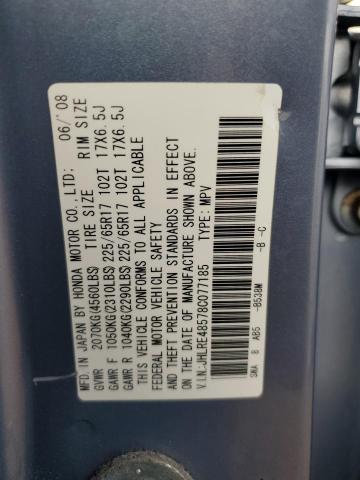 MFD. IN JAPAN BY HONDA MOTOR CO.,LTD: 06/'08
GVWR 2070KG(4560LBS) TIRE SIZE RIM SIZE
GAWR F 1050KG(2310LBS) 225/65R17 102T 17X6.5J
GAWR R 1040KG(2290LBS) 225/65R17 102T 17X6.5J
THIS VEHICLE CONFORMS TO ALL APPLICABLE
FEDERAL MOTOR VEHICLE SAFETY
AND THEFT PREVENTION STANDARDS IN EFFECT
ON THE DATE OF MANUFACTURE SHOWN ABOVE.
V.I.N:JHLRE48578C077185 TYPE: MPV
-B -C
SWA B AB5 -B538M